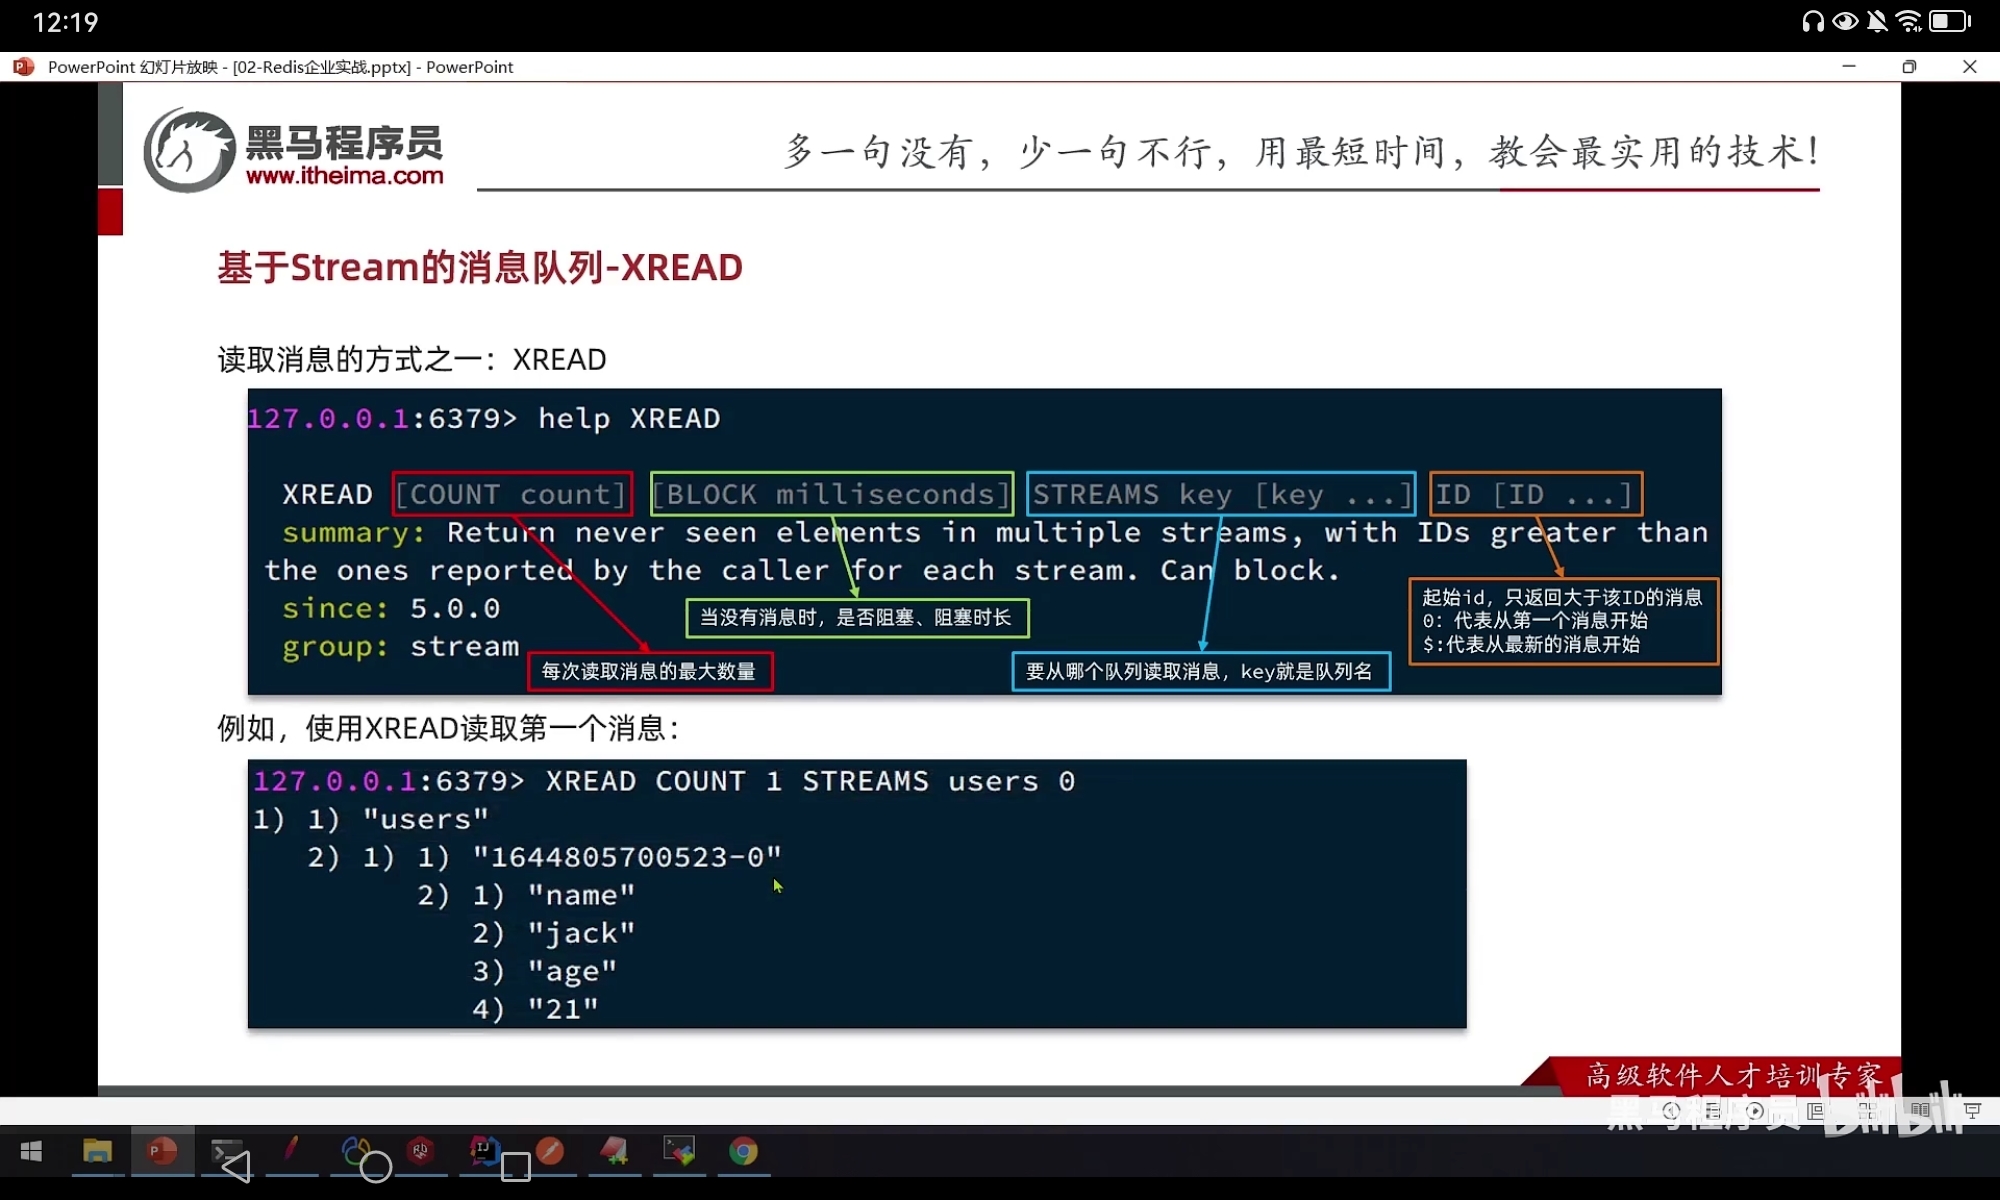 12:19
PowerPoint 幻灯片放映 - [02-Redis企业实战.pptx] - PowerPoint
黑马程序员
www.itheima.com
多一句没有，少一句不行，用最短时间，教会最实用的技术！
基于Stream的消息队列-XREAD
读取消息的方式之一：XREAD
127.0.0.1:6379> help XREAD
XREAD [COUNT count] [BLOCK milliseconds] STREAMS key [key ...] ID [ID ...]
summary: Return never seen elements in multiple streams, with IDs greater than
the ones reported by the caller for each stream. Can block.
since: 5.0.0
group: stream
当没有消息时，是否阻塞、阻塞时长
起始id，只返回大于该ID的消息
0：代表从第一个消息开始
$:代表从最新的消息开始
每次读取消息的最大数量
要从哪个队列读取消息，key就是队列名
例如，使用XREAD读取第一个消息：
127.0.0.1:6379> XREAD COUNT 1 STREAMS users 0
1) 1) "users"
2) 1) 1) "1644805700523-0"
2) 1) "name"
2) "jack"
3) "age"
4) "21"
高级软件人才培训专家
黑马程序员 bilibili